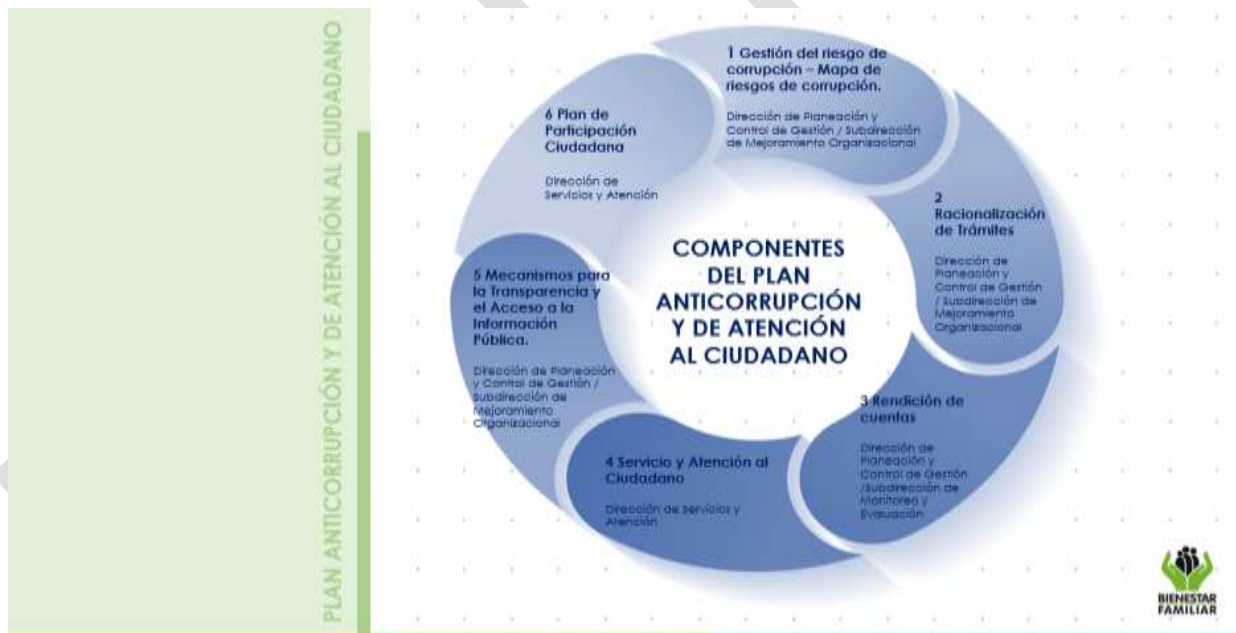 PLAN ANTICORRUPCIÓN Y DE ATENCIÓN AL CIUDADANO
1 Gestión del riesgo de
corrupción – Mapa de
riesgos de corrupción.
Dirección de Planeación y
Control de Gestión / Subdirección
de Mejoramiento Organizacional
2
Racionalización
de Trámites
Dirección de
Planeación y
Control de Gestión
/ Subdirección de
Mejoramiento
Organizacional
3 Rendición de
cuentas
Dirección de
Planeación y
Control de Gestión
/Subdirección de
Monitoreo y
Evaluación
4 Servicio y Atención al
Ciudadano
Dirección de Servicios y
Atención
5 Mecanismos para
la Transparencia y
el Acceso a la
Información
Pública.
Dirección de Planeación
y Control de Gestión /
Subdirección de
Mejoramiento
Organizacional
6 Plan de
Participación
Ciudadana
Dirección de
Servicios y Atención
COMPONENTES
DEL PLAN
ANTICORRUPCIÓN
Y DE ATENCIÓN
AL CIUDADANO
BIENESTAR
FAMILIAR